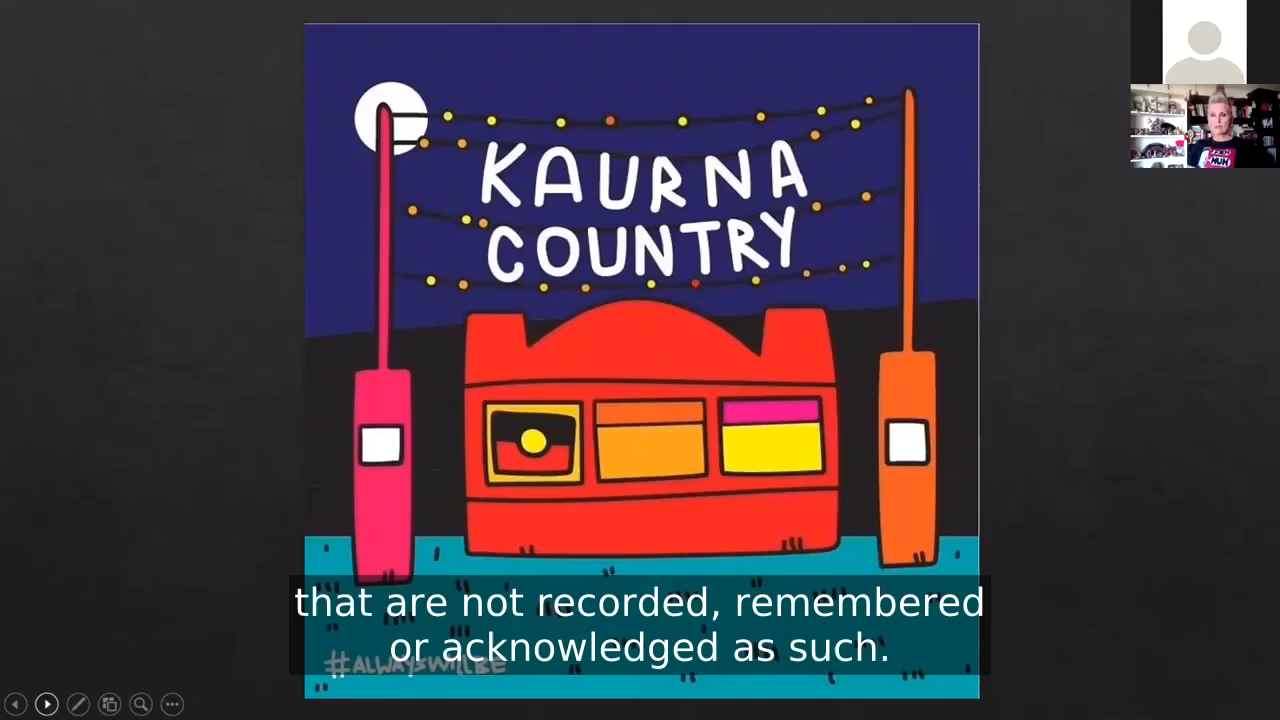 KAURNA
COUNTRY
that are not recorded, remembered
or acknowledged as such.
#ALWAYSWILLBE